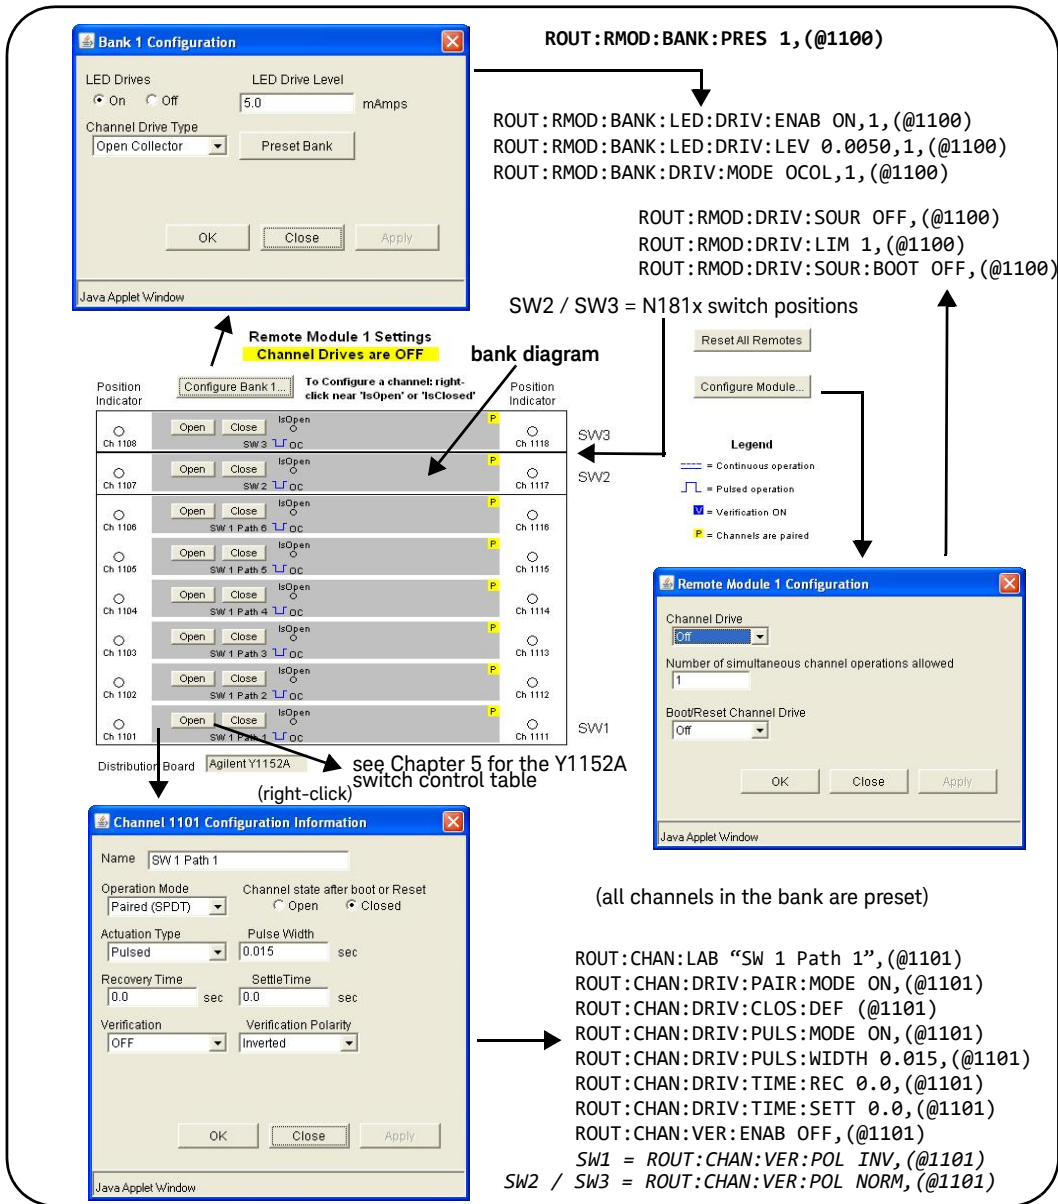 Bank 1 Configuration
LED Drives
On Off
LED Drive Level
5.0 mAmps
Channel Drive Type
Open Collector
Preset Bank
OK Close Apply
Java Applet Window
ROUT:RMOD:BANK:PRES 1,(@1100)
ROUT:RMOD:BANK:LED:DRIV:ENAB ON,1,(@1100)
ROUT:RMOD:BANK:LED:DRIV:LEV 0.0050,1,(@1100)
ROUT:RMOD:BANK:DRIV:MODE OCOL,1,(@1100)
ROUT:RMOD:DRIV:SOUR OFF,(@1100)
ROUT:RMOD:DRIV:LIM 1,(@1100)
ROUT:RMOD:DRIV:SOUR:BOOT OFF,(@1100)
SW2 / SW3 = N181x switch positions
Remote Module 1 Settings
Channel Drives are OFF
bank diagram
Reset All Remotes
Position Indicator
Configure Bank 1...
To Configure a channel: right-
click near 'IsOpen' or 'IsClosed'
Position Indicator
Configure Module...
Ch 1108 Open Close IsOpen SW 3 OC P Ch 1118 SW3
Ch 1107 Open Close IsOpen SW 2 OC P Ch 1117 SW2
Ch 1106 Open Close IsOpen SW 1 Path 6 OC P Ch 1116
Ch 1105 Open Close IsOpen SW 1 Path 5 OC P Ch 1115
Ch 1104 Open Close IsOpen SW 1 Path 4 OC P Ch 1114
Ch 1103 Open Close IsOpen SW 1 Path 3 OC P Ch 1113
Ch 1102 Open Close IsOpen SW 1 Path 2 OC P Ch 1112
Ch 1101 Open Close IsOpen SW 1 Path 1 OC P Ch 1111 SW1
Legend
= Continuous operation
= Pulsed operation
V = Verification ON
P = Channels are paired
Distribution Board Agilent Y1152A
see Chapter 5 for the Y1152A
switch control table
(right-click)
Remote Module 1 Configuration
Channel Drive
Off
Number of simultaneous channel operations allowed
1
Boot/Reset Channel Drive
Off
OK Close Apply
Java Applet Window
Channel 1101 Configuration Information
Name SW 1 Path 1
Operation Mode
Paired (SPDT)
Channel state after boot or Reset
Open Closed
Actuation Type
Pulsed
Pulse Width
0.015 sec
Recovery Time
0.0 sec
SettleTime
0.0 sec
Verification
OFF
Verification Polarity
Inverted
OK Close Apply
Java Applet Window
(all channels in the bank are preset)
ROUT:CHAN:LAB “SW 1 Path 1”,(@1101)
ROUT:CHAN:DRIV:PAIR:MODE ON,(@1101)
ROUT:CHAN:DRIV:CLOS:DEF (@1101)
ROUT:CHAN:DRIV:PULS:MODE ON,(@1101)
ROUT:CHAN:DRIV:PULS:WIDTH 0.015,(@1101)
ROUT:CHAN:DRIV:TIME:REC 0.0,(@1101)
ROUT:CHAN:DRIV:TIME:SETT 0.0,(@1101)
ROUT:CHAN:VER:ENAB OFF,(@1101)
SW1 = ROUT:CHAN:VER:POL INV,(@1101)
SW2 / SW3 = ROUT:CHAN:VER:POL NORM,(@1101)